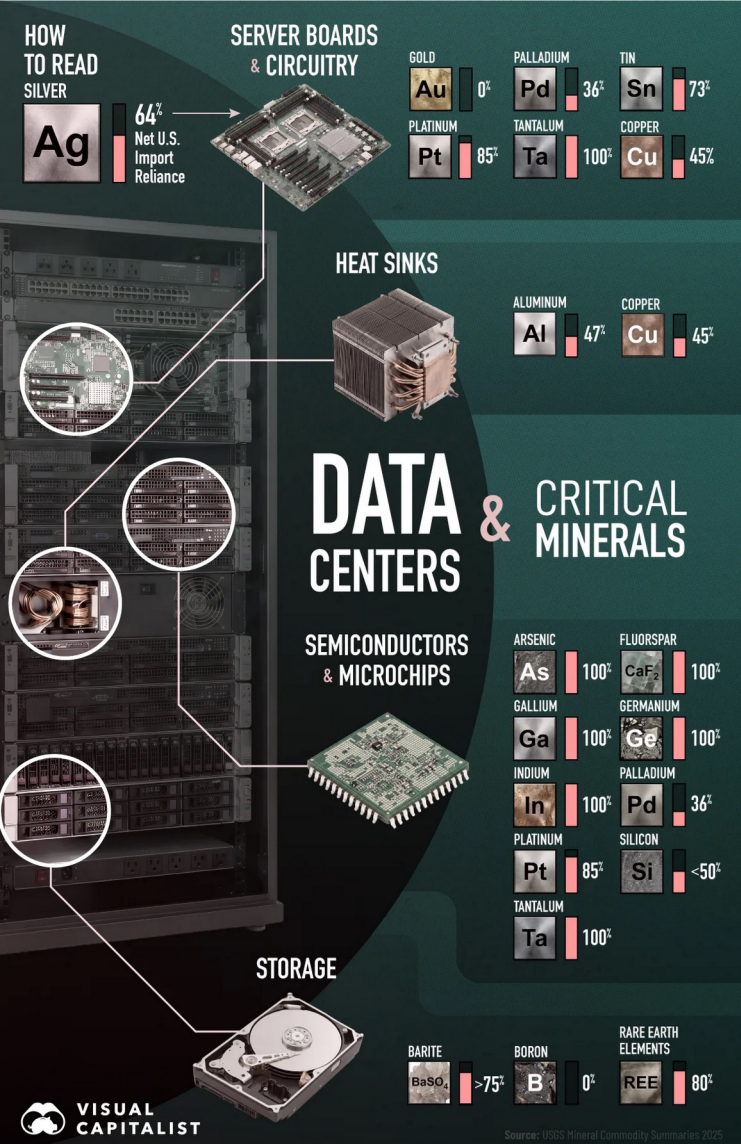 HOW
TO READ
SILVER
Ag
64%
Net U.S.
Import
Reliance
SERVER BOARDS
& CIRCUITRY
GOLD
Au
0%
PALLADIUM
Pd
36%
TIN
Sn
73%
PLATINUM
Pt
85%
TANTALUM
Ta
100%
COPPER
Cu
45%
HEAT SINKS
ALUMINUM
Al
47%
COPPER
Cu
45%
DATA
CENTERS
&
CRITICAL
MINERALS
SEMICONDUCTORS
& MICROCHIPS
ARSENIC
As
100%
FLUORSPAR
CaF₂
100%
GALLIUM
Ga
100%
GERMANIUM
Ge
100%
INDIUM
In
100%
PALLADIUM
Pd
36%
PLATINUM
Pt
85%
SILICON
Si
<50%
TANTALUM
Ta
100%
STORAGE
BARITE
BaSO₄
>75%
BORON
B
0%
RARE EARTH
ELEMENTS
REE
80%
VISUAL
CAPITALIST
Source: USGS Mineral Commodity Summaries 2025